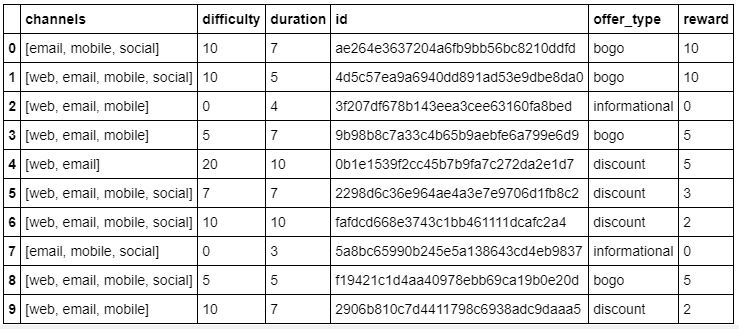 channels difficulty duration id offer_type reward
0 [email, mobile, social] 10 7 ae264e3637204a6fb9bb56bc8210ddfd bogo 10
1 [web, email, mobile, social] 10 5 4d5c57ea9a6940dd891ad53e9dbe8da0 bogo 10
2 [web, email, mobile] 0 4 3f207df678b143eea3cee63160fa8bed informational 0
3 [web, email, mobile] 5 7 9b98b8c7a33c4b65b9aebfe6a799e6d9 bogo 5
4 [web, email] 20 10 0b1e1539f2cc45b7b9fa7c272da2e1d7 discount 5
5 [web, email, mobile, social] 7 7 2298d6c36e964ae4a3e7e9706d1fb8c2 discount 3
6 [web, email, mobile, social] 10 10 fafdcd668e3743c1bb461111dcafc2a4 discount 2
7 [email, mobile, social] 0 3 5a8bc65990b245e5a138643cd4eb9837 informational 0
8 [web, email, mobile, social] 5 5 f19421c1d4aa40978ebb69ca19b0e20d bogo 5
9 [web, email, mobile] 10 7 2906b810c7d4411798c6938adc9daaa5 discount 2